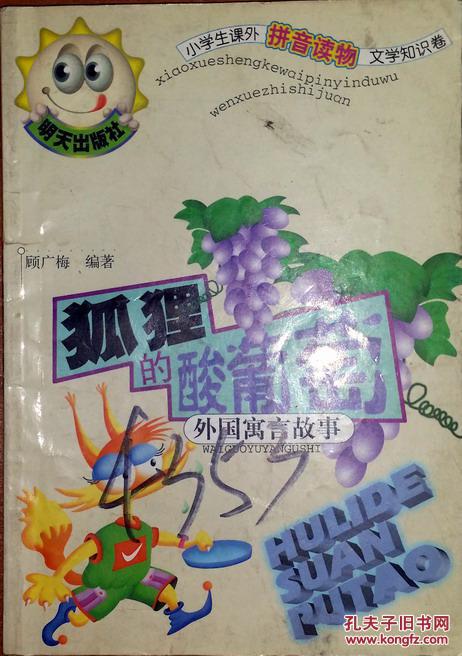 小学生课外拼音读物文学知识卷
xiaoxueshengkewaipinyinduwu
wenxuezhishijuan
明天出版社
顾广梅 编著
狐狸
的酸葡萄
外国寓言故事
WAIGUOYUYANGUSHI
HULIDE
SUAN
PUTAO
孔夫子旧书网
www.kongfz.com